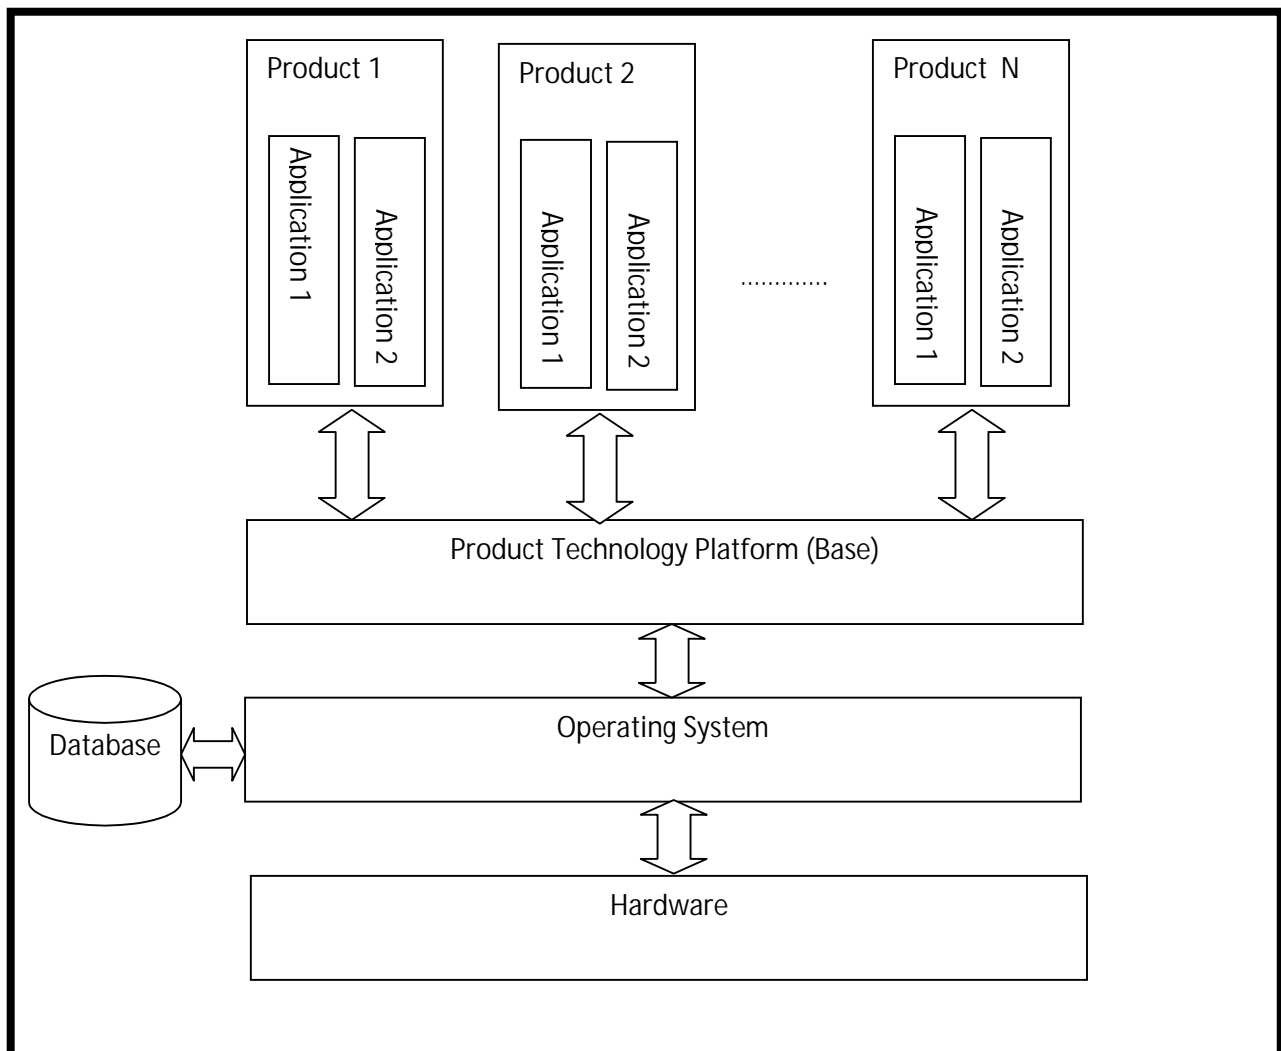 Product 1
Product 2
Product N
Application 1
Application 2
Application 1
Application 2
.............
Application 1
Application 2
Product Technology Platform (Base)
Operating System
Database
Hardware